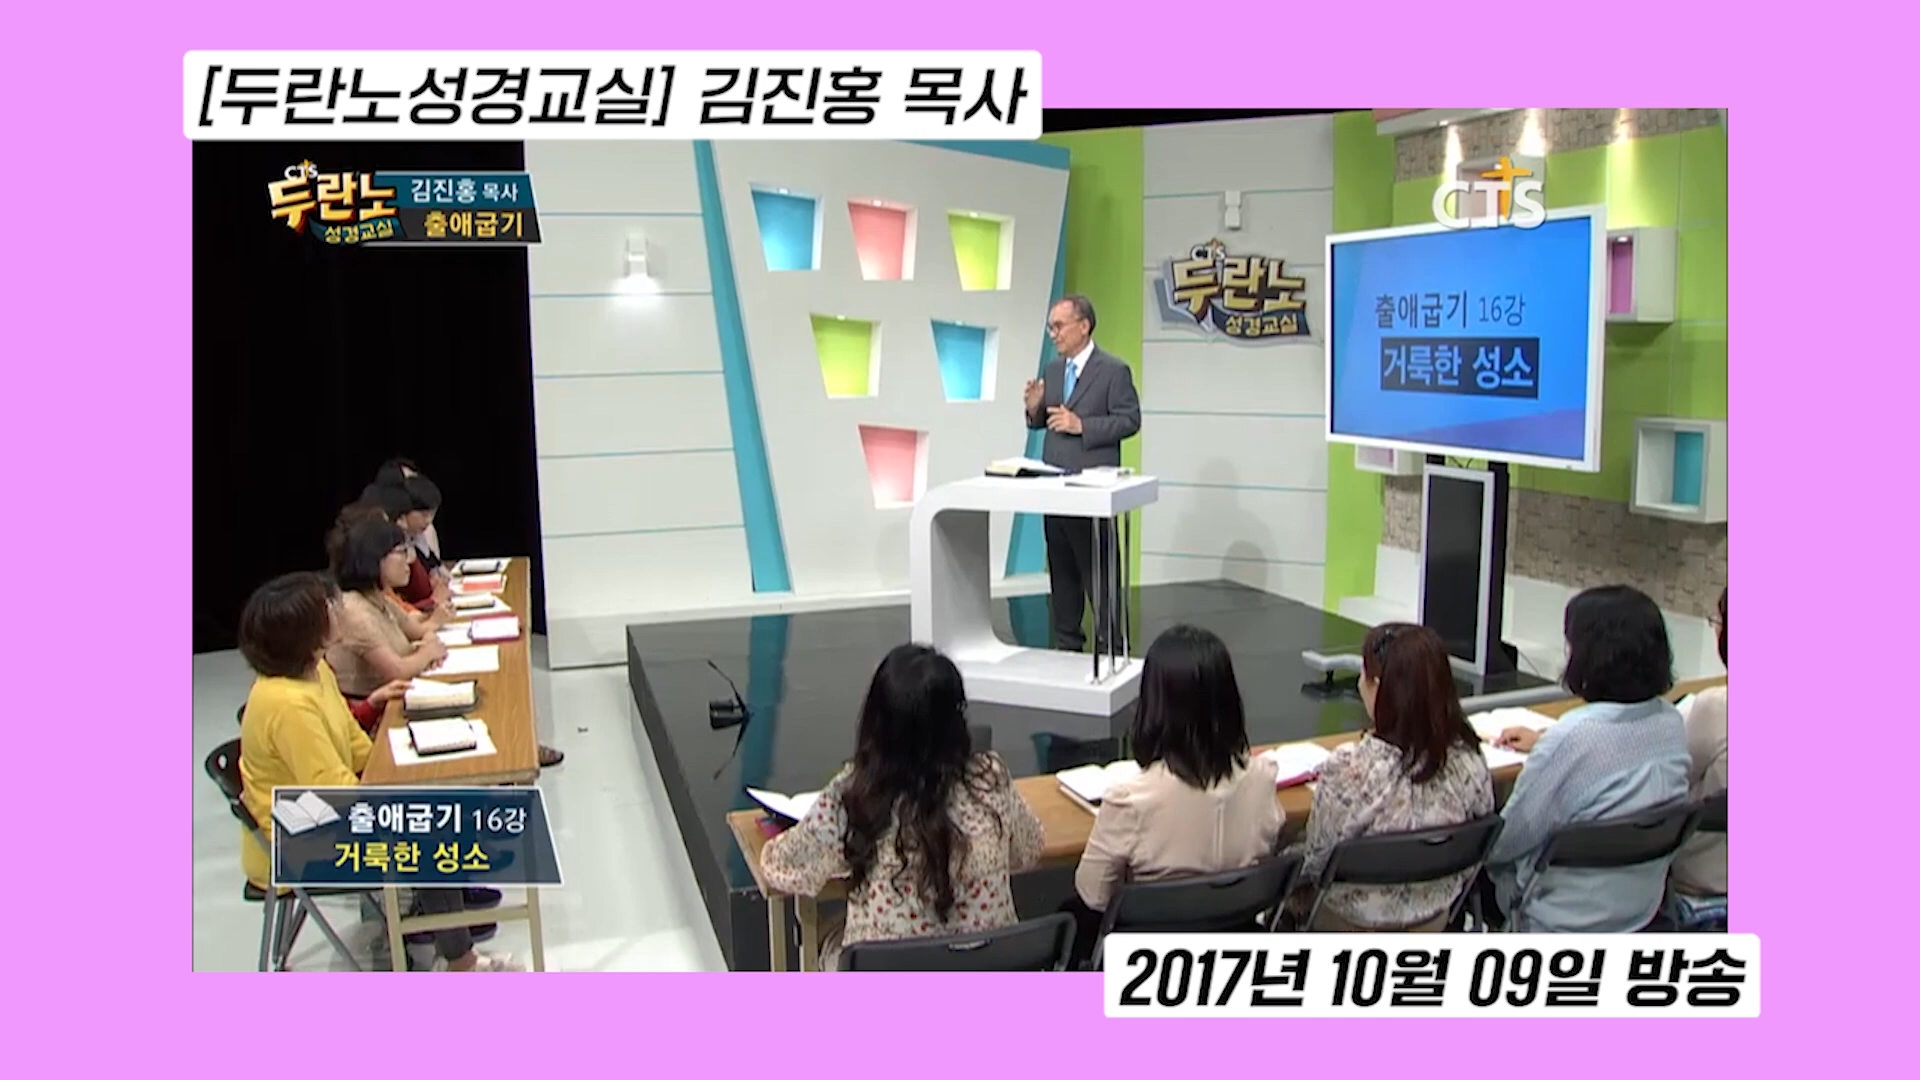 [두란노성경교실] 김진홍 목사
CTS
두란노
성경교실
김진홍 목사
출애굽기
CTS
CTS
두란노
성경교실
출애굽기 16강
거룩한 성소
출애굽기 16강
거룩한 성소
2017년 10월 09일 방송